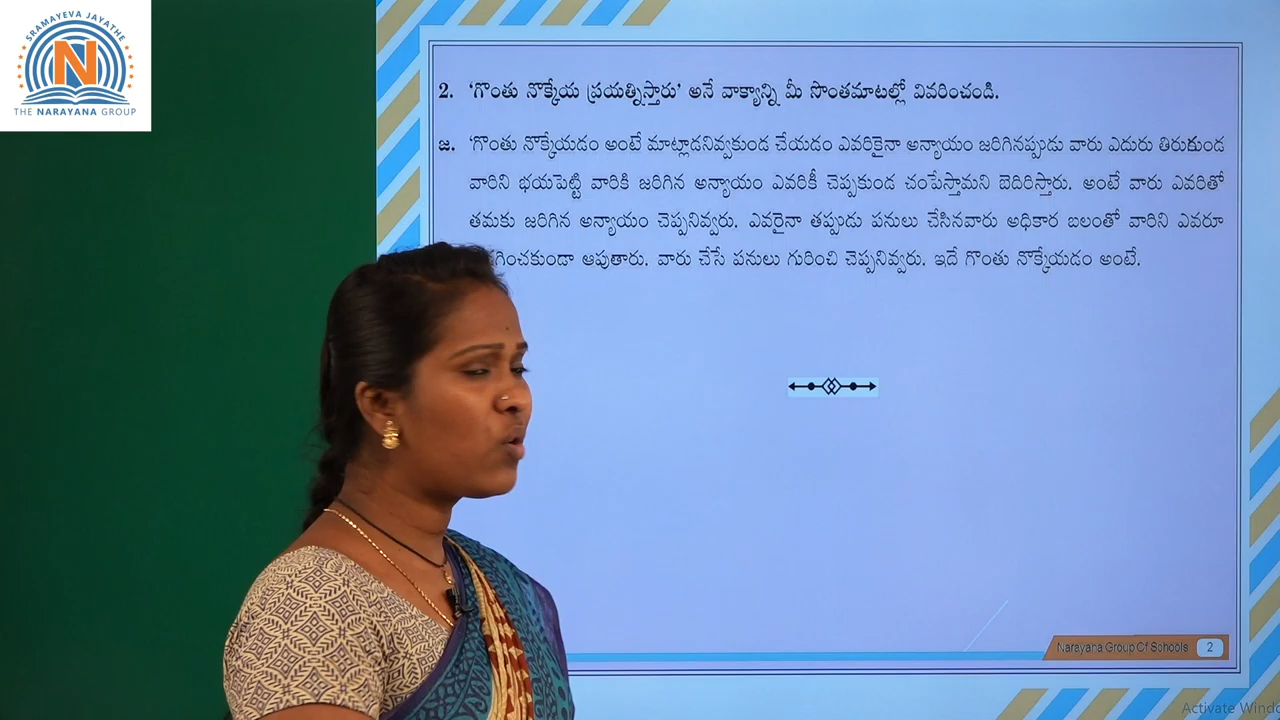 SRAMAYEVA JAYATHE
N
THE NARAYANA GROUP
2. 'గొంతు నొక్కేయ ప్రయత్నిస్తారు' అనే వాక్యాన్ని మీ సొంతమాటల్లో వివరించండి.
జ. 'గొంతు నొక్కేయడం అంటే మాట్లాడనివ్వకుండ చేయడం ఎవరికైనా అన్యాయం జరిగినప్పుడు వారు ఎదురు తిరుకుండ
వారిని భయపెట్టి వారికి జరిగిన అన్యాయం ఎవరికీ చెప్పకుండ చంపేస్తామని బెదిరిస్తారు. అంటే వారు ఎవరితో
తమకు జరిగిన అన్యాయం చెప్పనివ్వరు. ఎవరైనా తప్పుడు పనులు చేసినవారు అధికార బలంతో వారిని ఎవరూ
ఆపుతారు. వారు చేసే పనులు గురించి చెప్పనివ్వరు. ఇదే గొంతు నొక్కేయడం అంటే.
Narayana Group Of Schools 2
Activate Windo